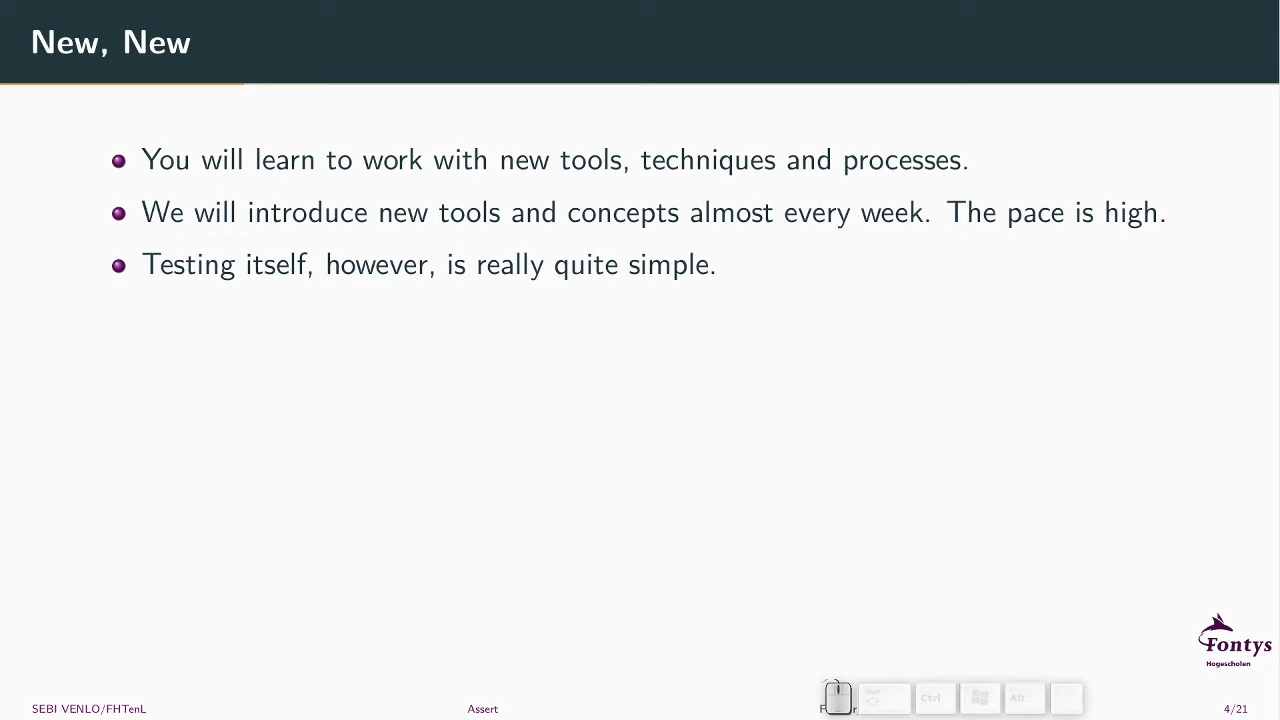 New, New
You will learn to work with new tools, techniques and processes.
We will introduce new tools and concepts almost every week. The pace is high.
Testing itself, however, is really quite simple.
Fontys
Hogescholen
SEBI VENLO/FHTenL
Assert
Ctrl
Alt
4/21